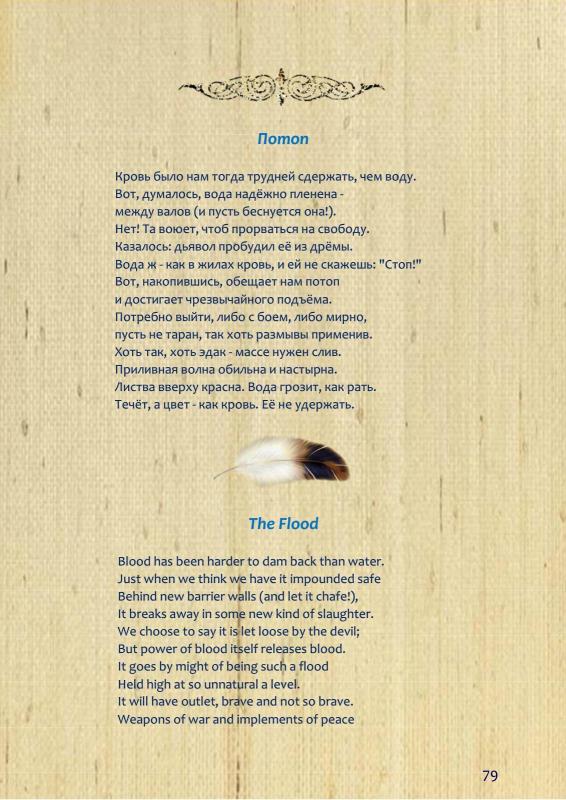 Потоп
Кровь было нам тогда трудней сдержать, чем воду.
Вот, думалось, вода надёжно пленена -
между валов (и пусть беснуется она!).
Нет! Та воюет, чтоб прорваться на свободу.
Казалось: дьявол пробудил её из дрёмы.
Вода ж - как в жилах кровь, и ей не скажешь: "Стоп!"
Вот, накопившись, обещает нам потоп
и достигает чрезвычайного подъёма.
Потребно выйти, либо с боем, либо мирно,
пусть не таран, так хоть размывы применив.
Хоть так, хоть эдак - массе нужен слив.
Приливная волна обильна и настырна.
Листва вверху красна. Вода грозит, как рать.
Течёт, а цвет - как кровь. Её не удержать.
The Flood
Blood has been harder to dam back than water.
Just when we think we have it impounded safe
Behind new barrier walls (and let it chafe!),
It breaks away in some new kind of slaughter.
We choose to say it is let loose by the devil;
But power of blood itself releases blood.
It goes by might of being such a flood
Held high at so unnatural a level.
It will have outlet, brave and not so brave.
Weapons of war and implements of peace
79